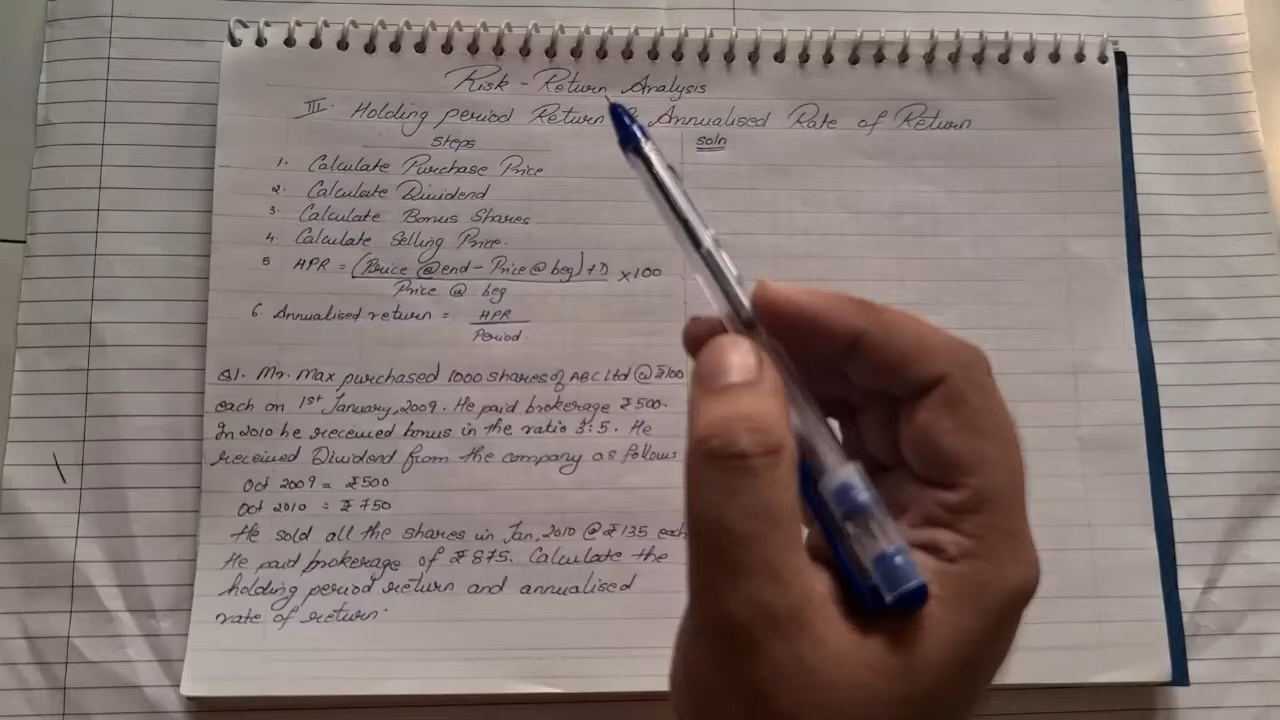 Risk - Return Analysis
III. Holding period Return & Annualised Rate of Return
Steps
1. Calculate Purchase Price
2. Calculate Dividend
3. Calculate Bonus Shares
4. Calculate Selling Price.
5 HPR = (Price @ end - Price @ beg) + D × 100
Price @ beg
6. Annualised return = HPR
Period.
Q1. Mr. Max purchased 1000 shares of ABC Ltd @ ₹100
each on 1st January, 2009. He paid brokerage ₹500.
In 2010 he received bonus in the ratio 3:5. He
received Dividend from the company as follows
Oct 2009 = ₹500
Oct 2010 = ₹750
He sold all the shares in Jan, 2010 @ ₹135 each
He paid brokerage of ₹875. Calculate the
holding period return and annualised
rate of return.
soln